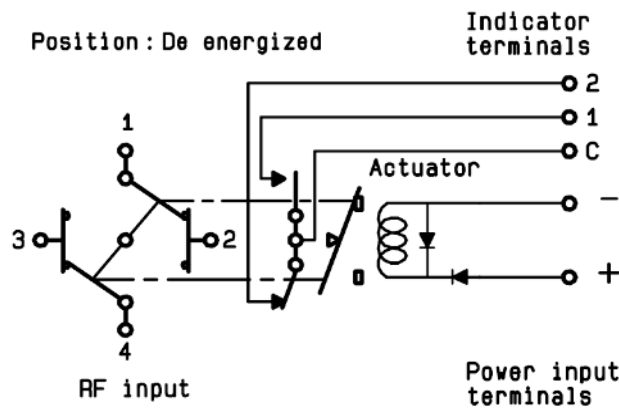 Position : De energized
Indicator
terminals
2
1
C
1
Actuator
-
3
2
+
4
RF input
Power input
terminals